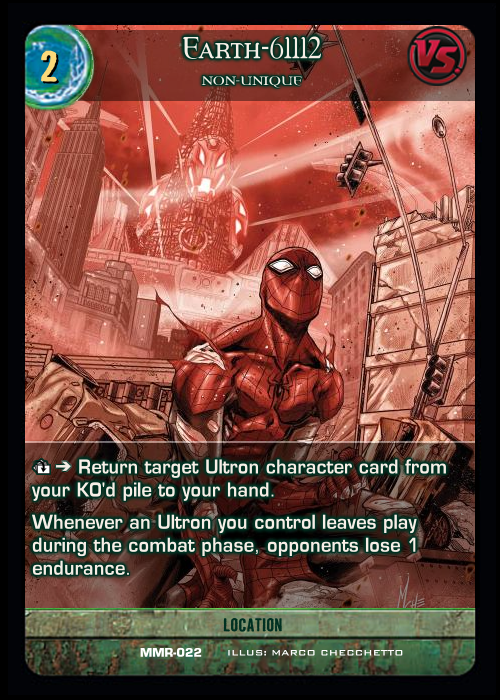 2
EARTH-61112
VS.
NON-UNIQUE
➔ Return target Ultron character card from
your KO'd pile to your hand.
Whenever an Ultron you control leaves play
during the combat phase, opponents lose 1
endurance.
LOCATION
MMR-022 ILLUS: MARCO CHECCHETTO